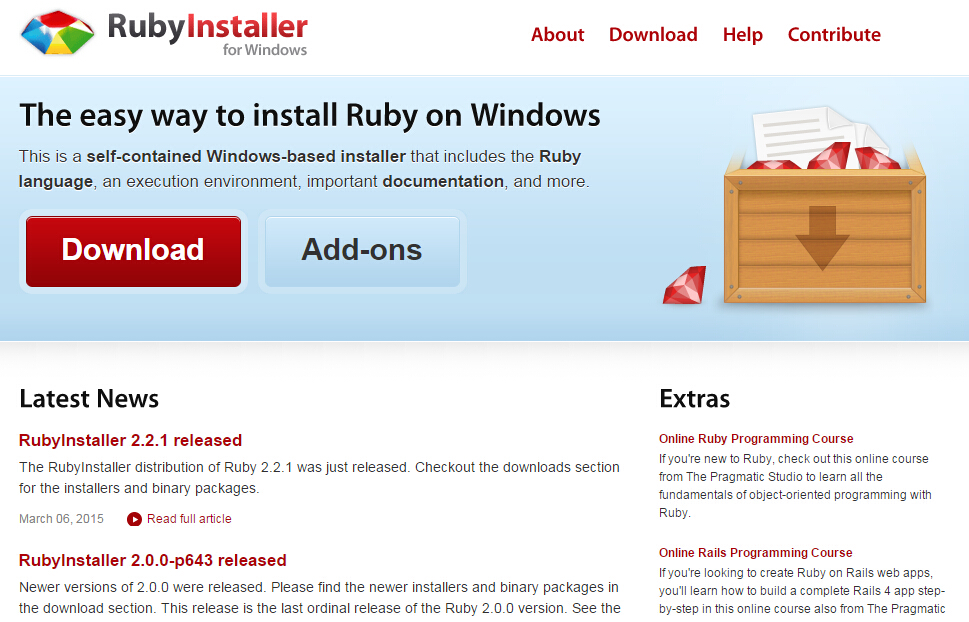 RubyInstaller
for Windows
About Download Help Contribute
The easy way to install Ruby on Windows
This is a self-contained Windows-based installer that includes the Ruby
language, an execution environment, important documentation, and more.
Download
Add-ons
Latest News
RubyInstaller 2.2.1 released
The RubyInstaller distribution of Ruby 2.2.1 was just released. Checkout the downloads section
for the installers and binary packages.
March 06, 2015 Read full article
RubyInstaller 2.0.0-p643 released
Newer versions of 2.0.0 were released. Please find the newer installers and binary packages in
the download section. This release is the last ordinal release of the Ruby 2.0.0 version. See the
Extras
Online Ruby Programming Course
If you're new to Ruby, check out this online course
from The Pragmatic Studio to learn all the
fundamentals of object-oriented programming with
Ruby.
Online Rails Programming Course
If you're looking to create Ruby on Rails web apps,
you'll learn how to build a complete Rails 4 app step-
by-step in this online course also from The Pragmatic